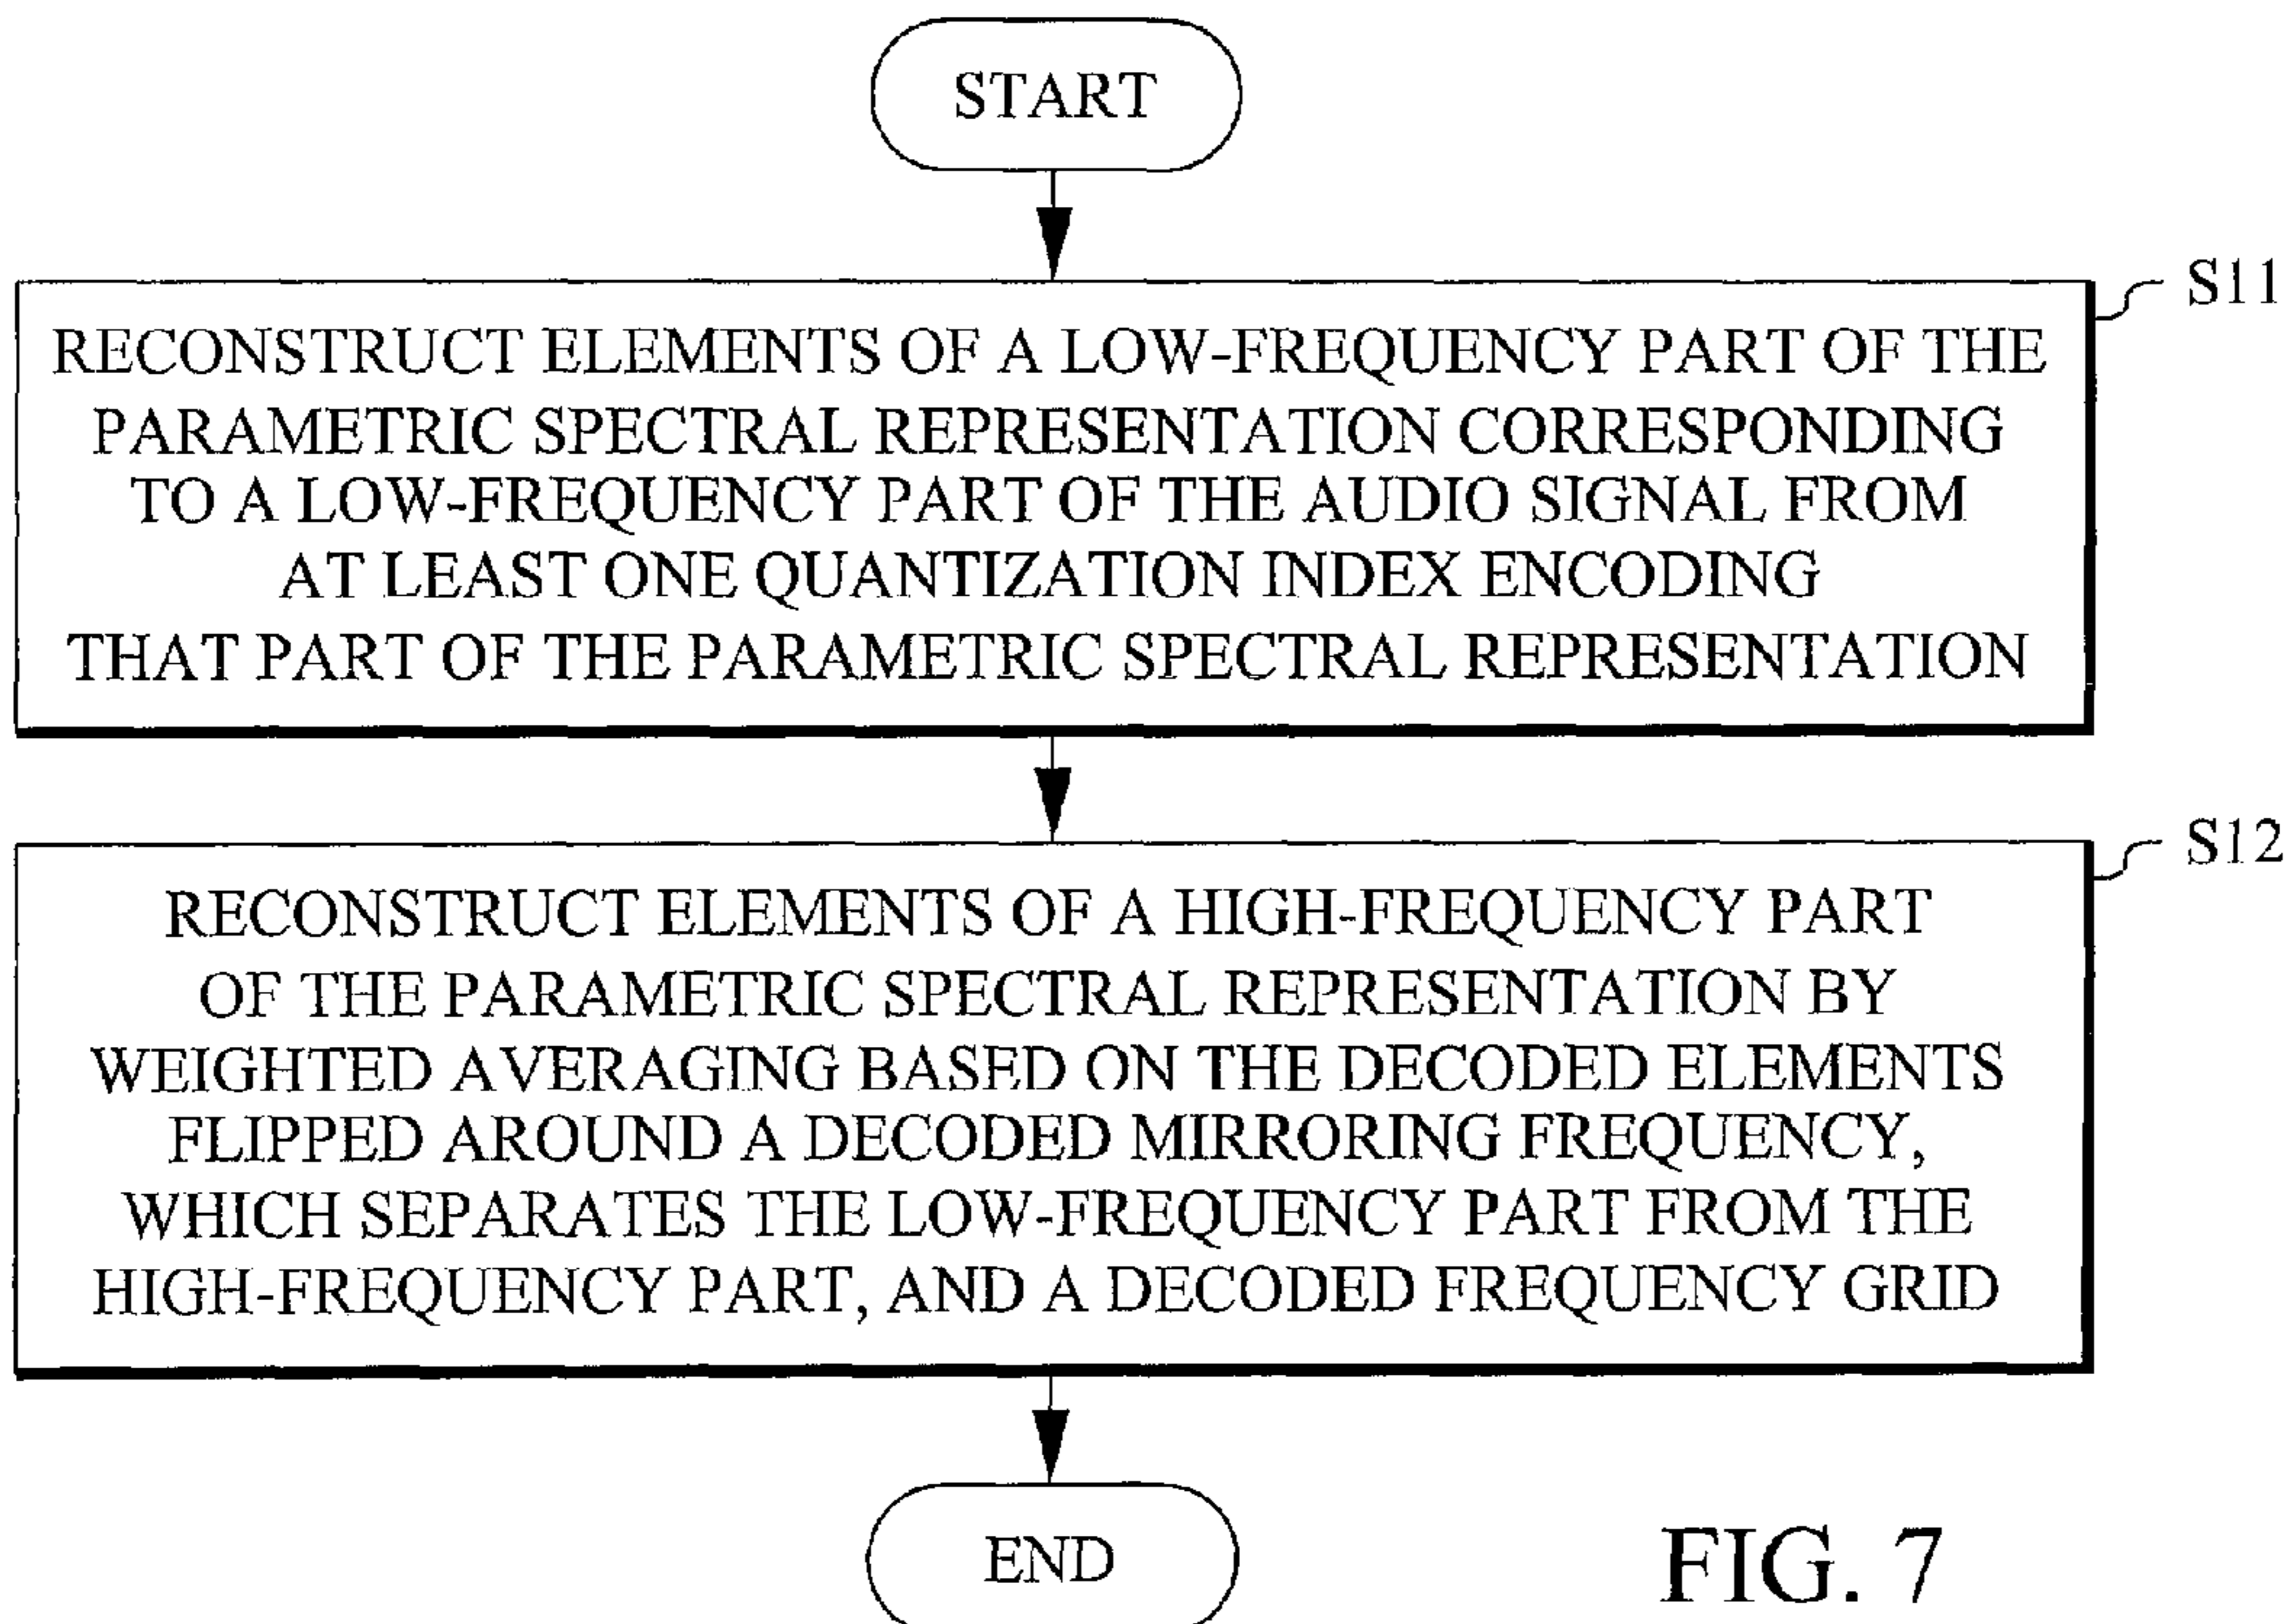 START
S11
RECONSTRUCT ELEMENTS OF A LOW-FREQUENCY PART OF THE
PARAMETRIC SPECTRAL REPRESENTATION CORRESPONDING
TO A LOW-FREQUENCY PART OF THE AUDIO SIGNAL FROM
AT LEAST ONE QUANTIZATION INDEX ENCODING
THAT PART OF THE PARAMETRIC SPECTRAL REPRESENTATION
S12
RECONSTRUCT ELEMENTS OF A HIGH-FREQUENCY PART
OF THE PARAMETRIC SPECTRAL REPRESENTATION BY
WEIGHTED AVERAGING BASED ON THE DECODED ELEMENTS
FLIPPED AROUND A DECODED MIRRORING FREQUENCY,
WHICH SEPARATES THE LOW-FREQUENCY PART FROM THE
HIGH-FREQUENCY PART, AND A DECODED FREQUENCY GRID
END
FIG. 7